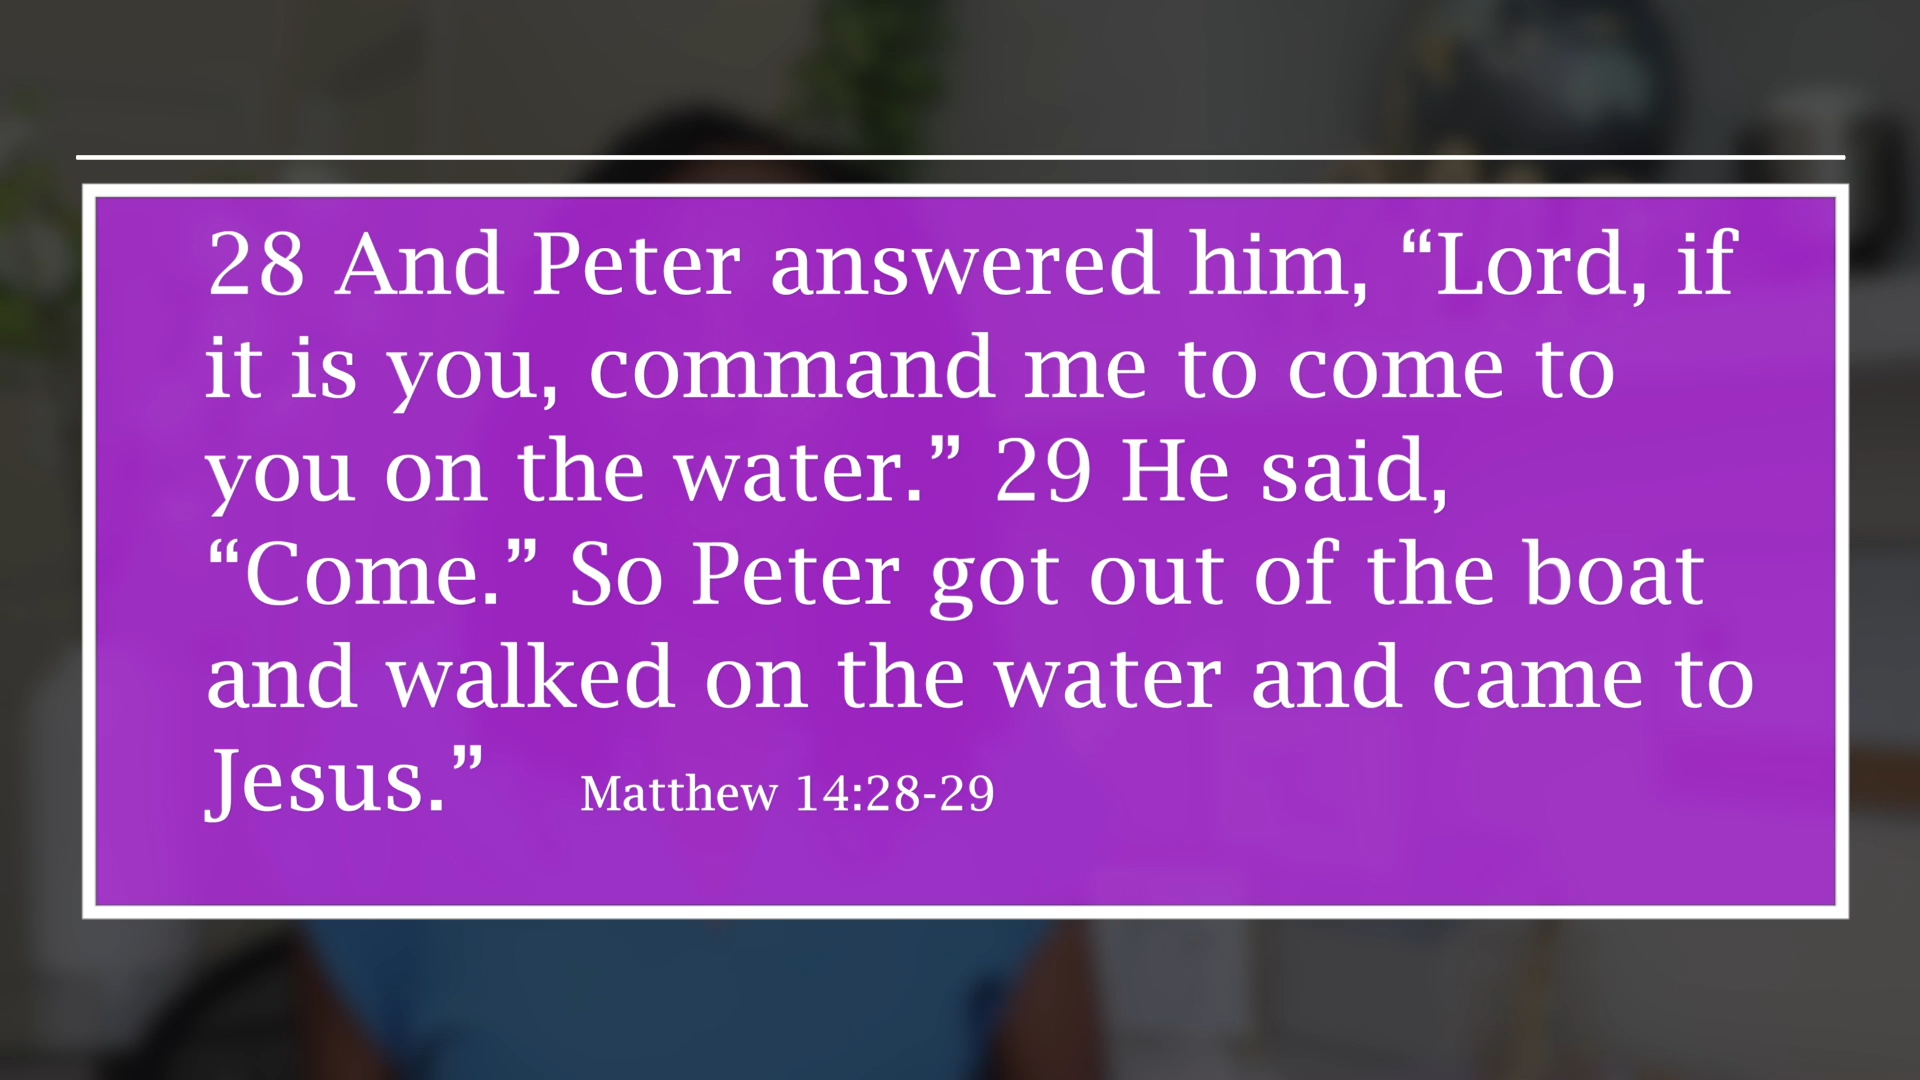 28 And Peter answered him, “Lord, if
it is you, command me to come to
you on the water.” 29 He said,
“Come.” So Peter got out of the boat
and walked on the water and came to
Jesus.” Matthew 14:28-29